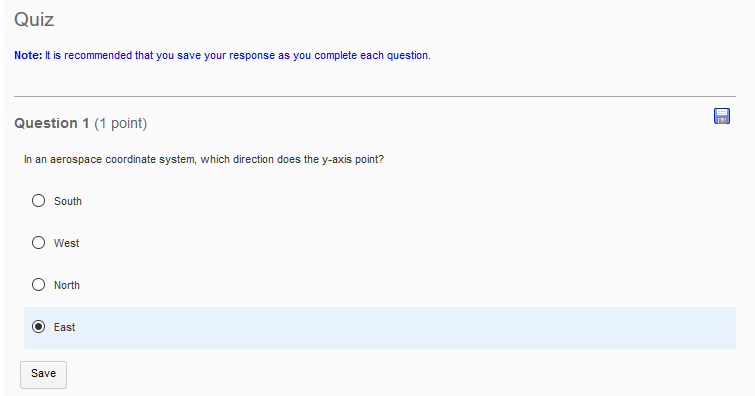 Quiz
Note: It is recommended that you save your response as you complete each question.
Question 1 (1 point)
In an aerospace coordinate system, which direction does the y-axis point?
South
West
North
East
Save